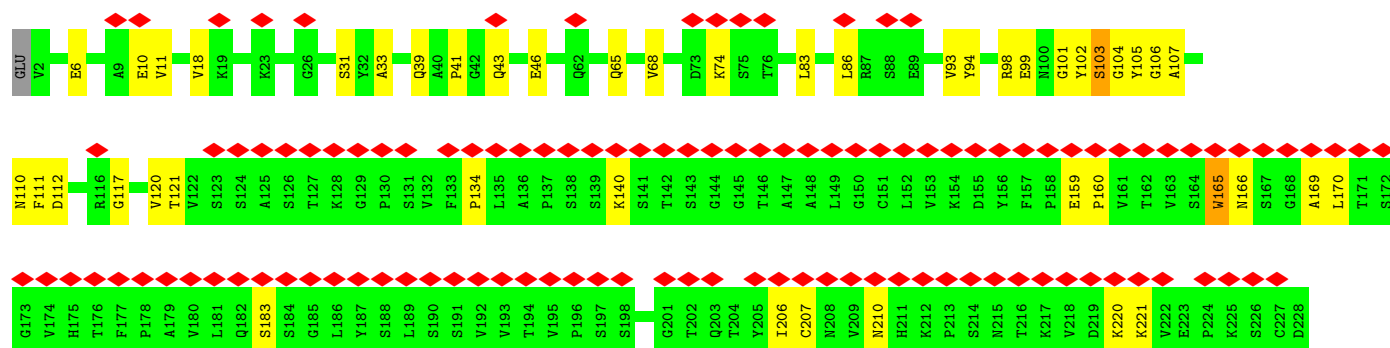 GLU V2 E6 A9 E10 V11 V18 K19 K23 G26 S31 Y32 A33 Q39 A40 P41 G42 Q43 E46 Q62 Q65 V68 D73 K74 S75 T76 L83 L86 R87 S88 E89 V93 Y94 R98 E99 N100 G101 Y102 S103 G104 Y105 G106 A107
N110 F111 D112 R116 G117 V120 T121 V122 S123 S124 A125 S126 T127 K128 G129 P130 S131 V132 F133 P134 L135 A136 P137 S138 S139 K140 S141 T142 S143 G144 G145 T146 A147 A148 L149 G150 C151 L152 V153 K154 D155 Y156 F157 P158 E159 P160 V161 V162 T162 V163 S164 W165 N166 S167 G168 A169 L170 T171 S172
G173 V174 H175 T176 F177 P178 A179 V180 L181 Q182 S183 S184 G185 L186 Y187 S188 L189 S190 S191 V192 V193 T194 V195 P196 S197 S198 G201 T202 Q203 T204 Y205 I206 C207 N208 V209 N210 H211 K212 P213 S214 N215 T216 K217 V218 D219 K220 K221 V222 E223 P224 K225 S226 C227 D228